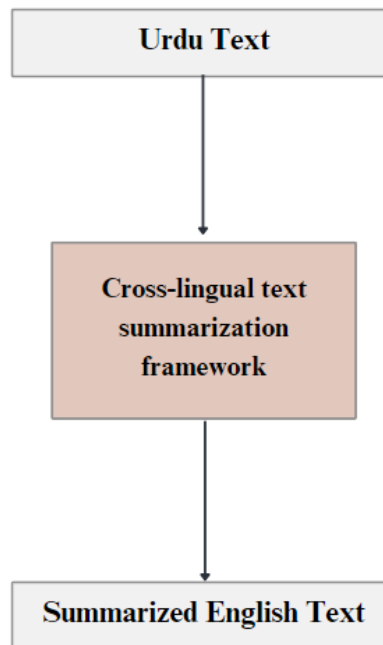 Urdu Text
Cross-lingual text
summarization
framework
Summarized English Text